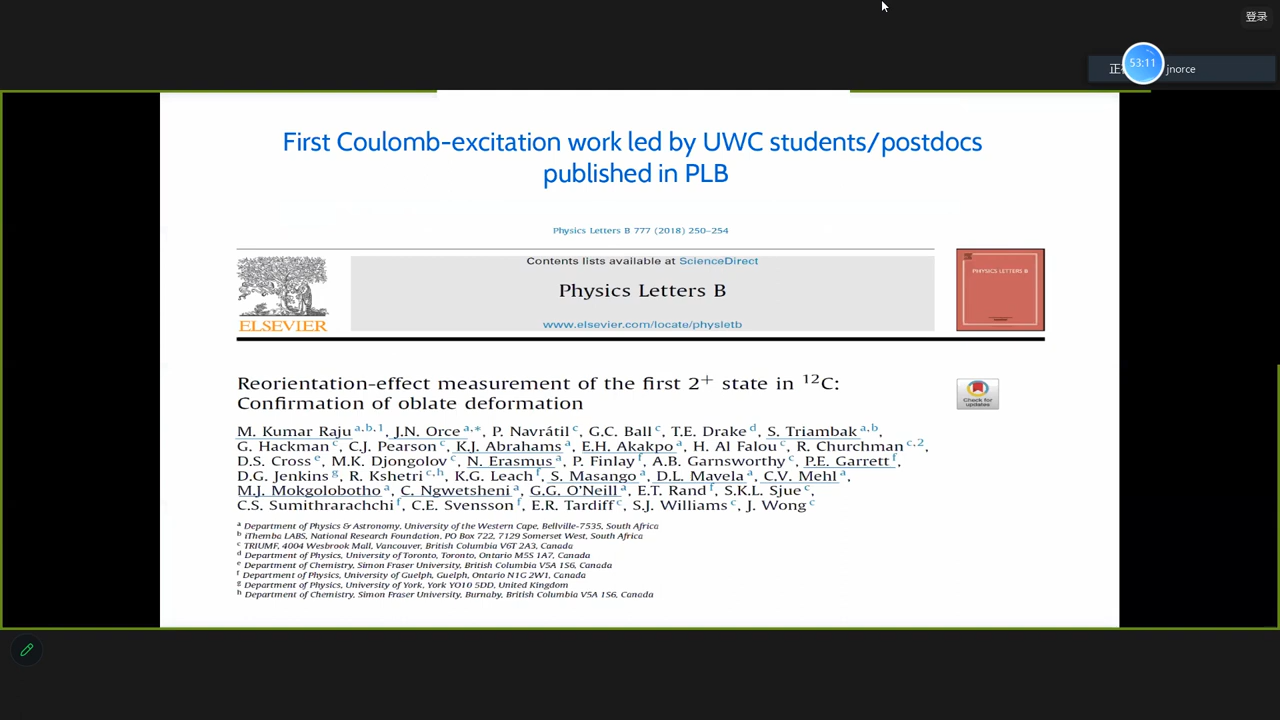 登录
53:11
正 jnorce
First Coulomb-excitation work led by UWC students/postdocs
published in PLB
Physics Letters B 777 (2018) 250–254
Contents lists available at ScienceDirect
Physics Letters B
www.elsevier.com/locate/physletb
ELSEVIER
PHYSICS LETTERS B
Reorientation-effect measurement of the first 2⁺ state in ¹²C:
Confirmation of oblate deformation
Check for
updates
M. Kumar Raju a,b,1, J.N. Orce a,*, P. Navrátil c, G.C. Ball c, T.E. Drake d, S. Triambak a,b,
G. Hackman c, C.J. Pearson c, K.J. Abrahams a, E.H. Akakpo a, H. Al Falou c, R. Churchman c,2,
D.S. Cross e, M.K. Djongolov c, N. Erasmus a, P. Finlay f, A.B. Garnsworthy c, P.E. Garrett f,
D.G. Jenkins g, R. Kshetri c,h, K.G. Leach f, S. Masango a, D.L. Mavela a, C.V. Mehl a,
M.J. Mokgolobotho a, C. Ngwetsheni a, G.G. O'Neill a, E.T. Rand f, S.K.L. Sjue c,
C.S. Sumithrarachchi f, C.E. Svensson f, E.R. Tardiff c, S.J. Williams c, J. Wong c
a Department of Physics & Astronomy, University of the Western Cape, Bellville-7535, South Africa
b iThemba LABS, National Research Foundation, PO Box 722, 7129 Somerset West, South Africa
c TRIUMF, 4004 Wesbrook Mall, Vancouver, British Columbia V6T 2A3, Canada
d Department of Physics, University of Toronto, Toronto, Ontario M5S 1A7, Canada
e Department of Chemistry, Simon Fraser University, British Columbia V5A 1S6, Canada
f Department of Physics, University of Guelph, Guelph, Ontario N1G 2W1, Canada
g Department of Physics, University of York, York YO10 5DD, United Kingdom
h Department of Chemistry, Simon Fraser University, Burnaby, British Columbia V5A 1S6, Canada